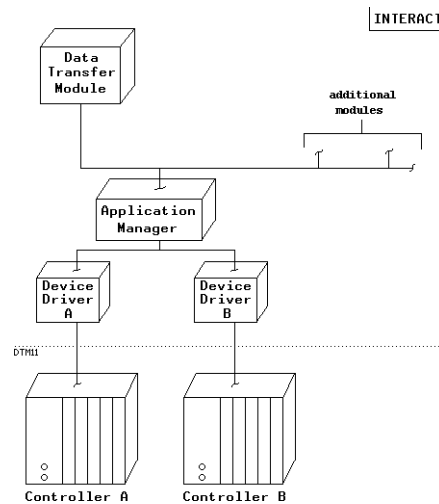 INTERACT
Data
Transfer
Module
additional
modules
Application
Manager
Device
Driver
A
Device
Driver
B
DTM11
Controller A
Controller B